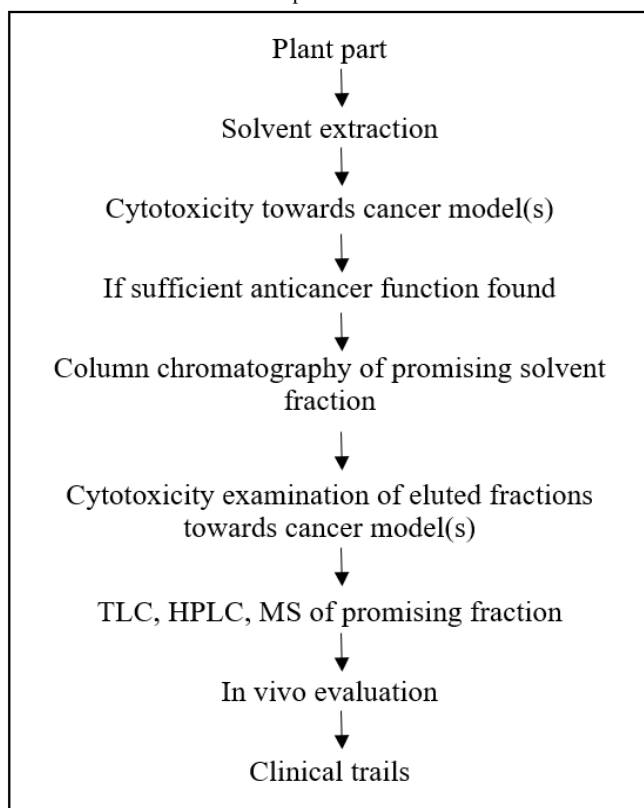 Plant part
Solvent extraction
Cytotoxicity towards cancer model(s)
If sufficient anticancer function found
Column chromatography of promising solvent
fraction
Cytotoxicity examination of eluted fractions
towards cancer model(s)
TLC, HPLC, MS of promising fraction
In vivo evaluation
Clinical trails